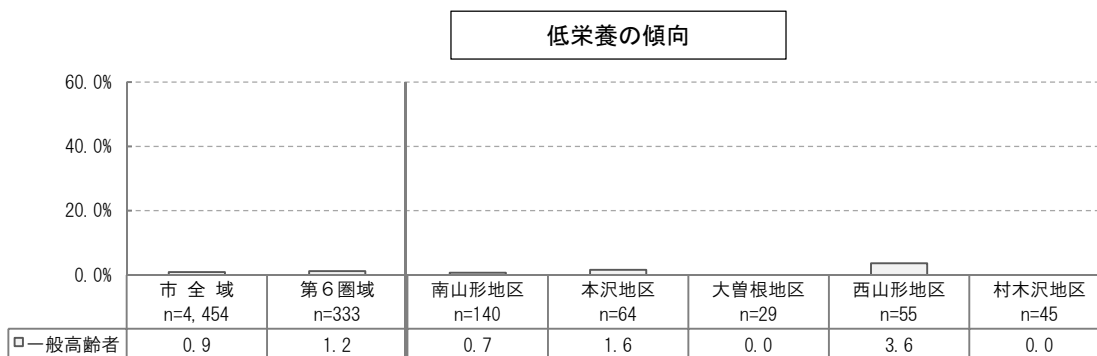 低栄養の傾向
60.0%
40.0%
20.0%
0.0%
市 全 域 第６圏域 南山形地区 本沢地区 大曽根地区 西山形地区 村木沢地区
n=4,454 n=333 n=140 n=64 n=29 n=55 n=45
一般高齢者 0.9 1.2 0.7 1.6 0.0 3.6 0.0